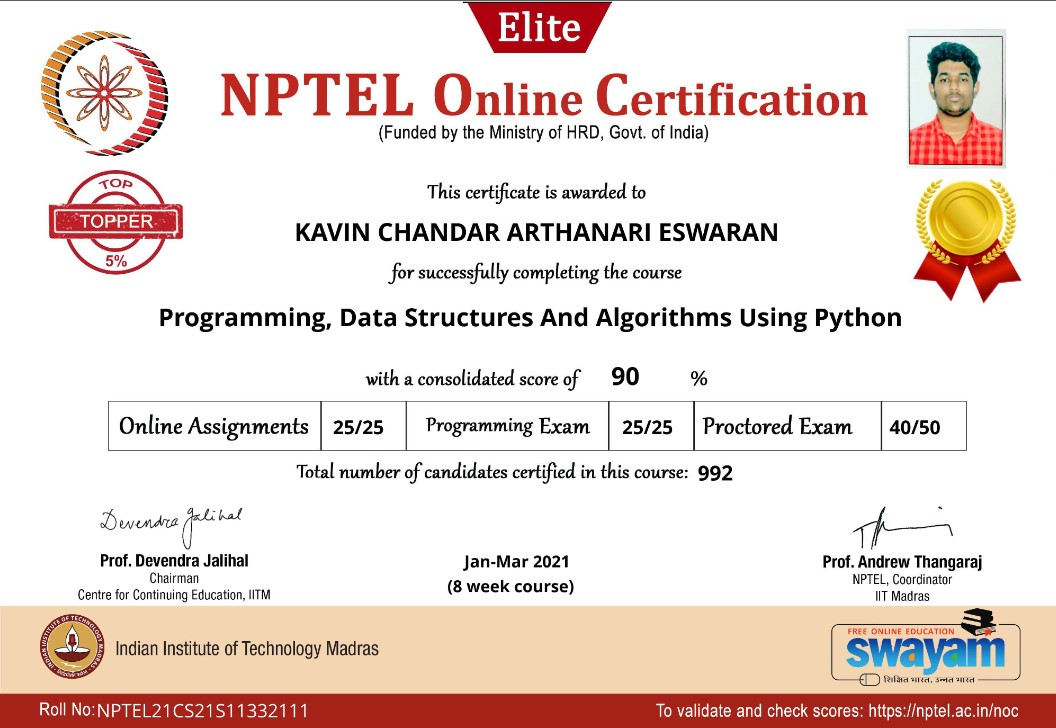 Elite
NPTEL Online Certification
(Funded by the Ministry of HRD, Govt. of India)
TOP
TOPPER
5%
This certificate is awarded to
KAVIN CHANDAR ARTHANARI ESWARAN
for successfully completing the course
Programming, Data Structures And Algorithms Using Python
with a consolidated score of 90 %
Online Assignments 25/25 Programming Exam 25/25 Proctored Exam 40/50
Total number of candidates certified in this course: 992
Devendra Jalihal
Prof. Devendra Jalihal
Chairman
Centre for Continuing Education, IITM
Jan-Mar 2021
(8 week course)
Prof. Andrew Thangaraj
NPTEL, Coordinator
IIT Madras
INDIAN INSTITUTE OF TECHNOLOGY MADRAS
Indian Institute of Technology Madras
FREE ONLINE EDUCATION
swayam
शिक्षित भारत, उन्नत भारत
Roll No: NPTEL21CS21S11332111
To validate and check scores: https://nptel.ac.in/noc